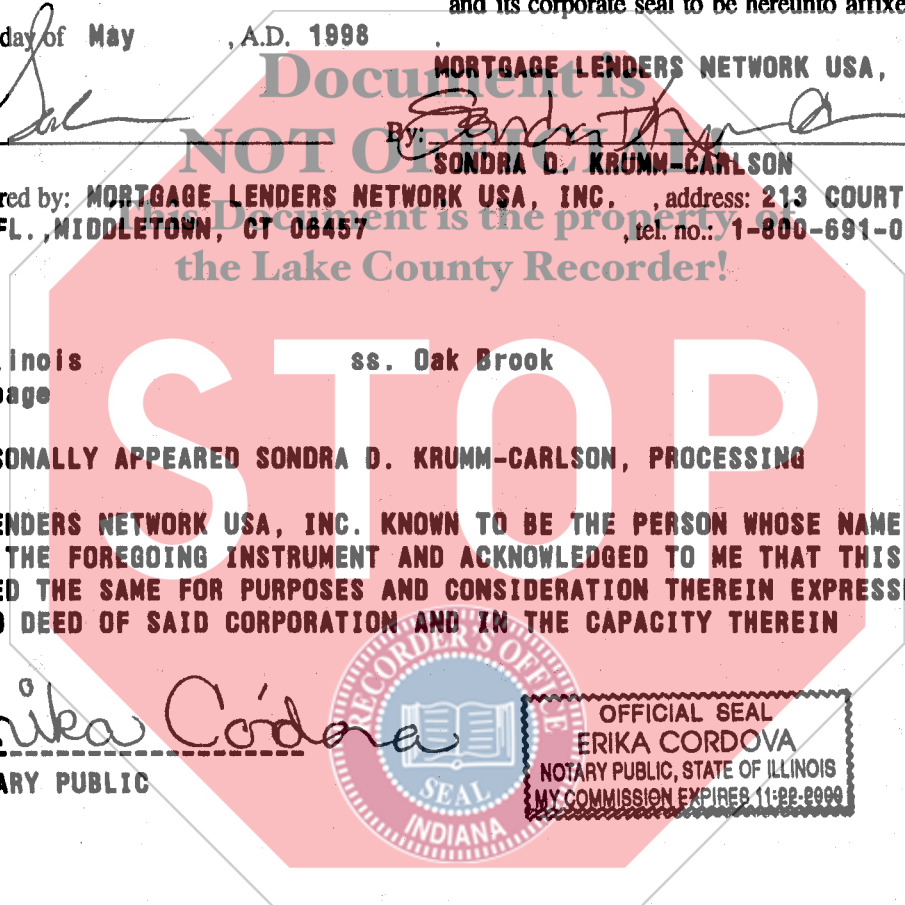 and its corporate seal to be hereunto affixe
day of May , A.D. 1998 .
Document is
MORTGAGE LENDERS NETWORK USA,
NOT OFFICIAL!
By:
SONDRA D. KRUMM-CARLSON
red by: MORTGAGE LENDERS NETWORK USA, INC. , address: 213 COURT
This Document is the property of
FL. ,MIDDLETOWN, CT 06457 , tel. no.: 1-800-691-0
the Lake County Recorder!
inois ss. Oak Brook
age
STOP
SONALLY APPEARED SONDRA D. KRUMM-CARLSON, PROCESSING
ENDERS NETWORK USA, INC. KNOWN TO BE THE PERSON WHOSE NAME
THE FOREGOING INSTRUMENT AND ACKNOWLEDGED TO ME THAT THIS
ED THE SAME FOR PURPOSES AND CONSIDERATION THEREIN EXPRESS
D DEED OF SAID CORPORATION AND IN THE CAPACITY THEREIN
RECORDER'S OFFICE
SEAL
INDIANA
ika Cordova
ARY PUBLIC
OFFICIAL SEAL
ERIKA CORDOVA
NOTARY PUBLIC, STATE OF ILLINOIS
MY COMMISSION EXPIRES